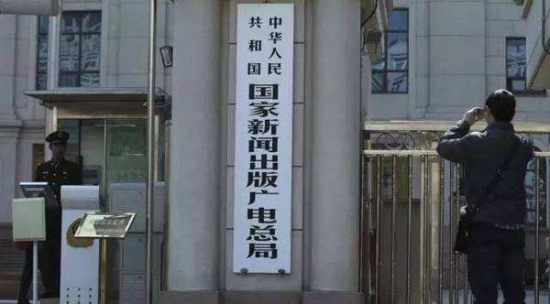 中华人民
共和国
国家新闻出版广电总局